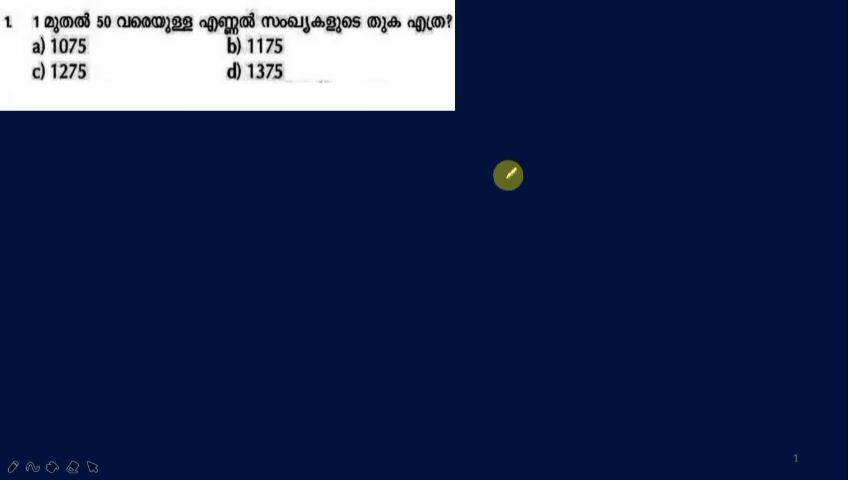 1. 1 മുതൽ 50 വരെയുള്ള എണ്ണൽ സംഖ്യകളുടെ തുക എത്ര?
a) 1075 b) 1175
c) 1275 d) 1375
1